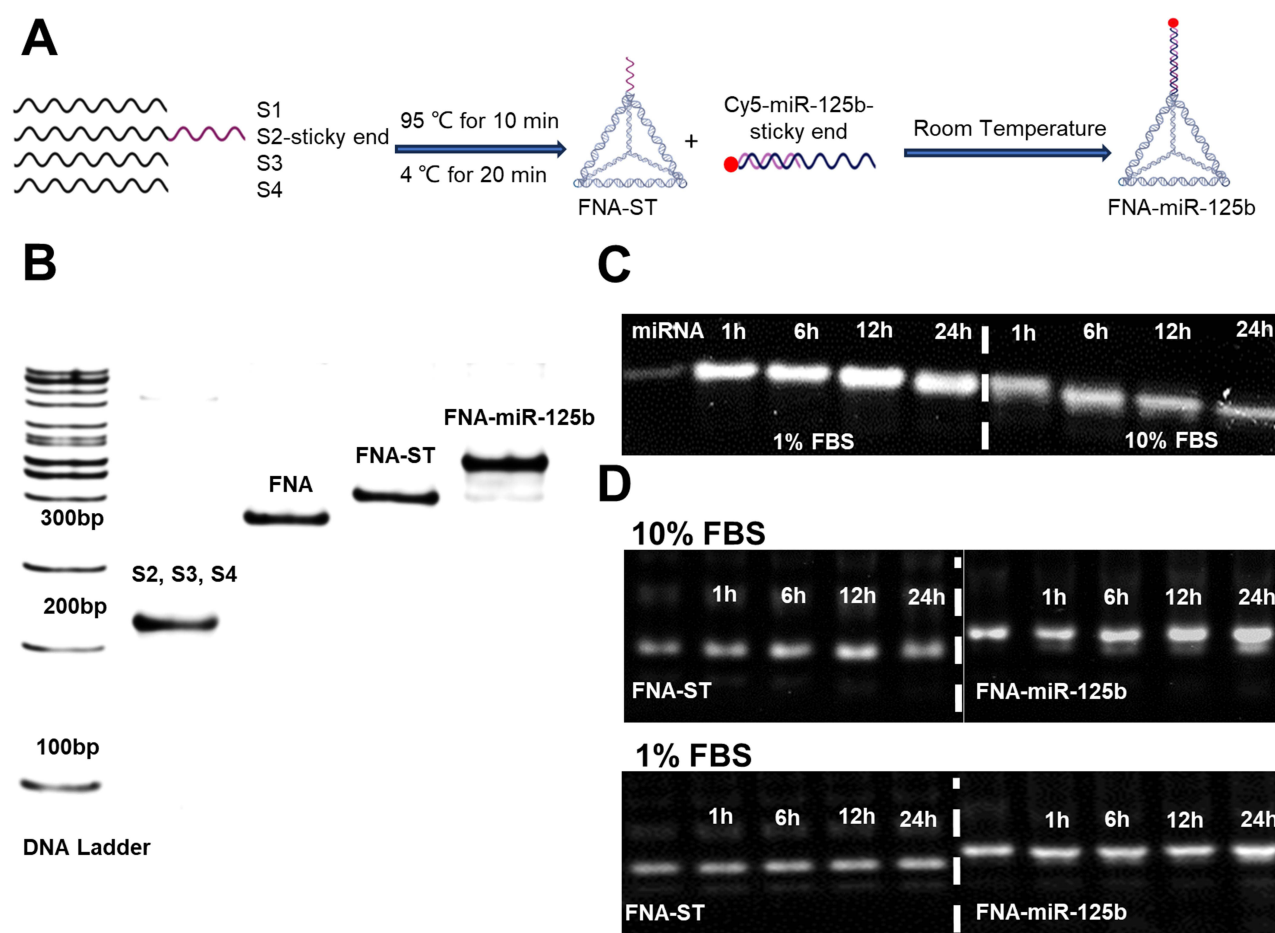 A
S1
S2-sticky end
S3
S4
95 ℃ for 10 min
4 ℃ for 20 min
FNA-ST
+
Cy5-miR-125b-
sticky end
Room Temperature
FNA-miR-125b
B
300bp
200bp
100bp
DNA Ladder
S2, S3, S4
FNA
FNA-ST
FNA-miR-125b
C
miRNA 1h 6h 12h 24h 1h 6h 12h 24h
1% FBS 10% FBS
D
10% FBS
1h 6h 12h 24h 1h 6h 12h 24h
FNA-ST FNA-miR-125b
1% FBS
1h 6h 12h 24h 1h 6h 12h 24h
FNA-ST FNA-miR-125b